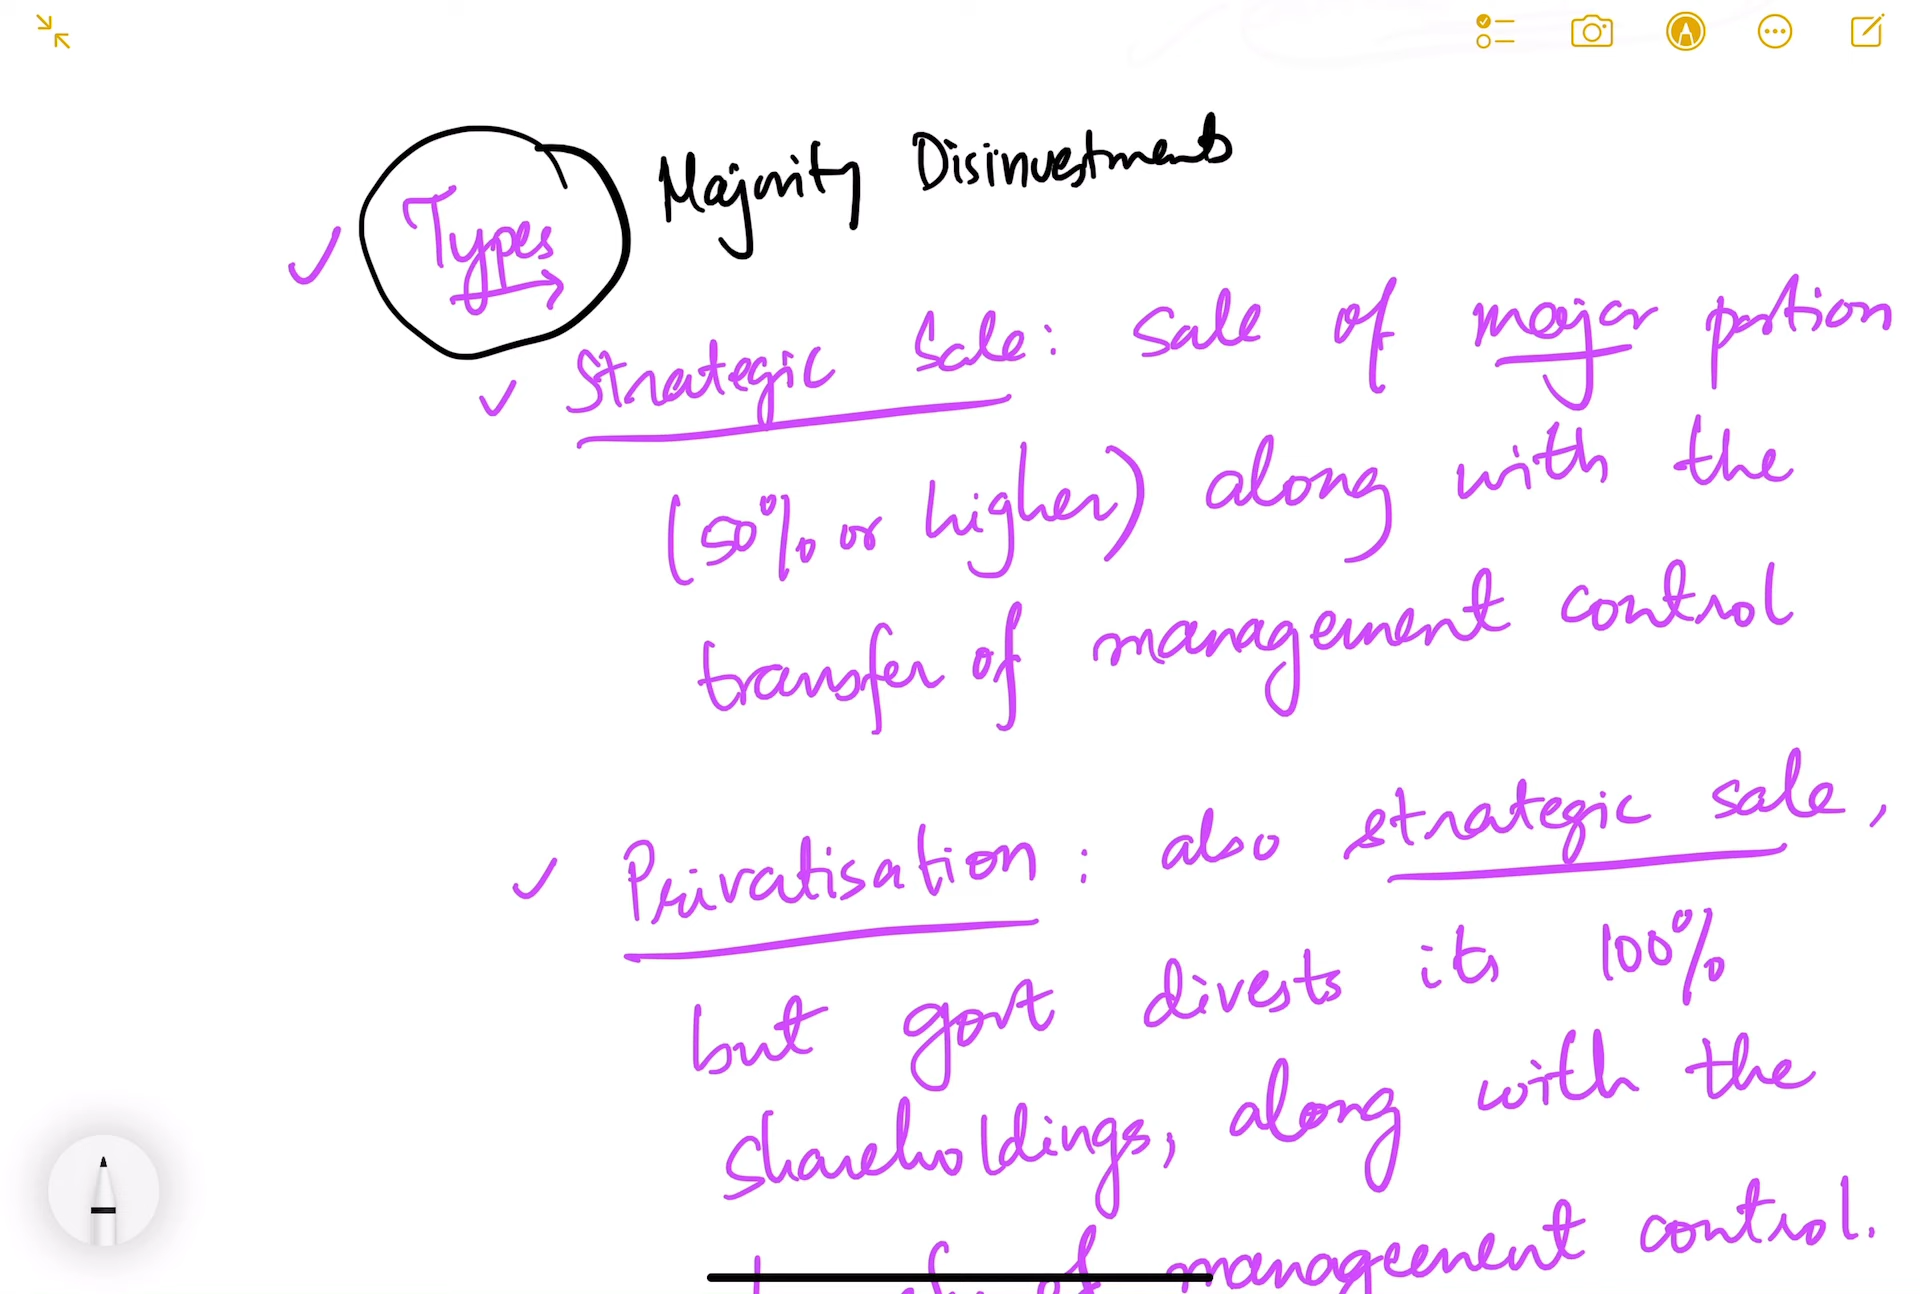 Majority Disinvestments
Types
Strategic Sale: Sale of major portion
(50% or higher) along with the
transfer of management control
Privatisation: also strategic sale,
but govt divests its 100%
shareholdings, along with the
of management control.